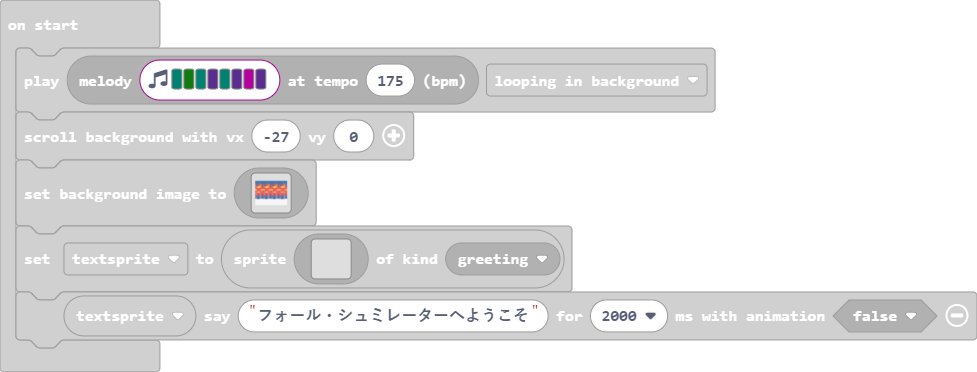 on start
play melody at tempo 175 (bpm) looping in background
scroll background with vx -27 vy 0
set background image to
set textsprite to sprite of kind greeting
textsprite say "フォール・シュミレーターへようこそ" for 2000 ms with animation false